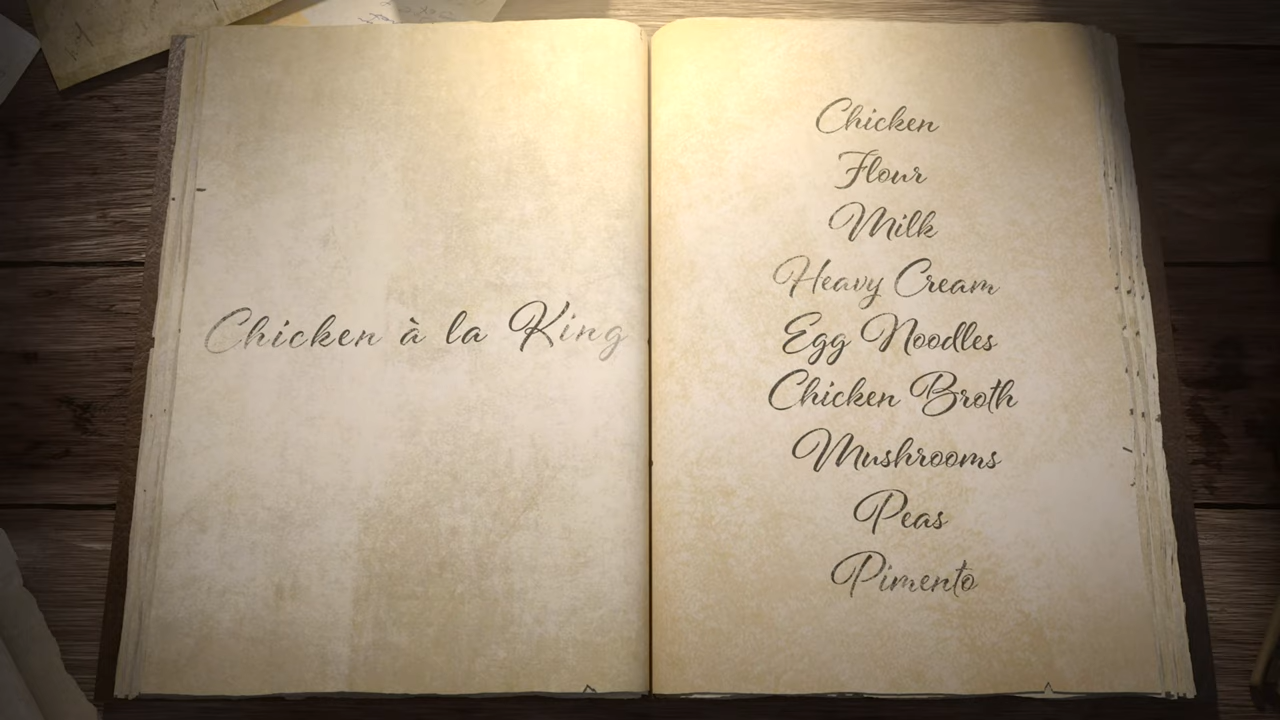 Chicken à la King
Chicken
Flour
Milk
Heavy Cream
Egg Noodles
Chicken Broth
Mushrooms
Peas
Pimento